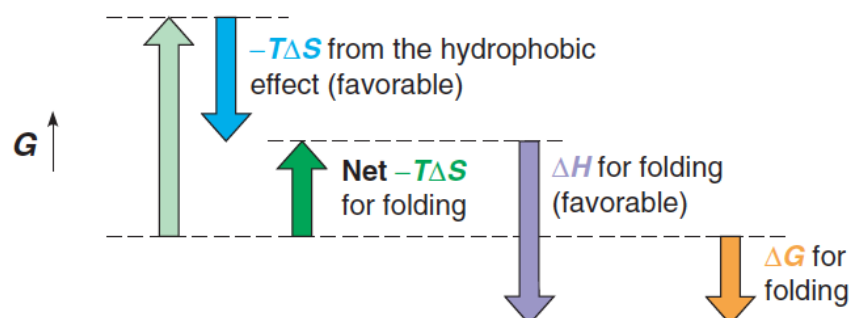 –TΔS from the hydrophobic
effect (favorable)
G
Net –TΔS
for folding
ΔH for folding
(favorable)
ΔG for
folding